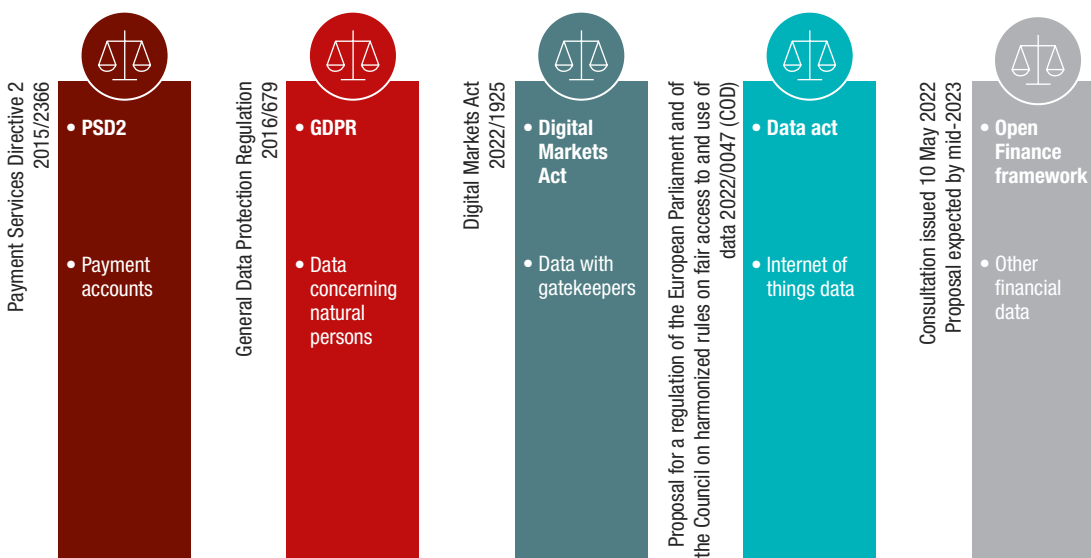 Payment Services Directive 2
2015/2366
• PSD2
• Payment
accounts
General Data Protection Regulation
2016/679
• GDPR
• Data
concerning
natural
persons
Digital Markets Act
2022/1925
• Digital
Markets
Act
• Data with
gatekeepers
Proposal for a regulation of the European Parliament and of
the Council on harmonized rules on fair access to and use of
data 2022/0047 (COD)
• Data act
• Internet of
things data
Consultation issued 10 May 2022
Proposal expected by mid-2023
• Open
Finance
framework
• Other
financial
data